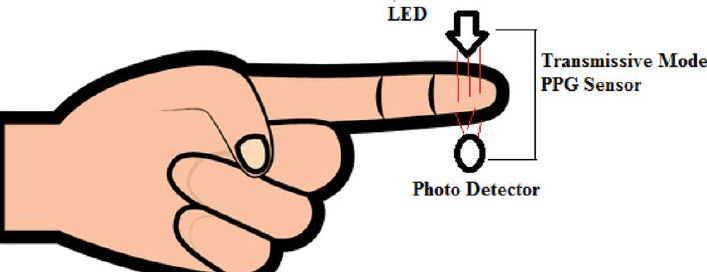 LED
Transmissive Mode
PPG Sensor
Photo Detector